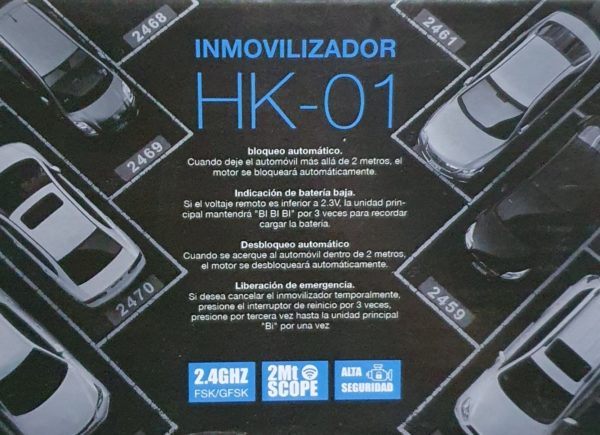 2468
2461
INMOVILIZADOR
HK-01
2469
bloqueo automático.
Cuando deje el automóvil más allá de 2 metros, el
motor se bloqueará automáticamente.
Indicación de batería baja.
Si el voltaje remoto es inferior a 2.3V, la unidad prin-
cipal mantendrá "BI BI BI" por 3 veces para recordar
cargar la batería.
Desbloqueo automático
Cuando se acerque al automóvil dentro de 2 metros,
el motor se desbloqueará automáticamente.
2470
2459
Liberación de emergencia.
Si desea cancelar el inmovilizador temporalmente,
presione el interruptor de reinicio por 3 veces,
presione por tercera vez hasta la unidad principal
"Bi" por una vez
2.4GHZ
FSK/GFSK
2Mt
SCOPE
ALTA
SEGURIDAD